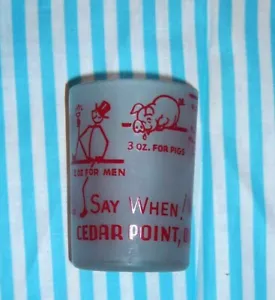 3 OZ. FOR PIGS
OZ FOR MEN
SAY WHEN!
CEDAR POINT,